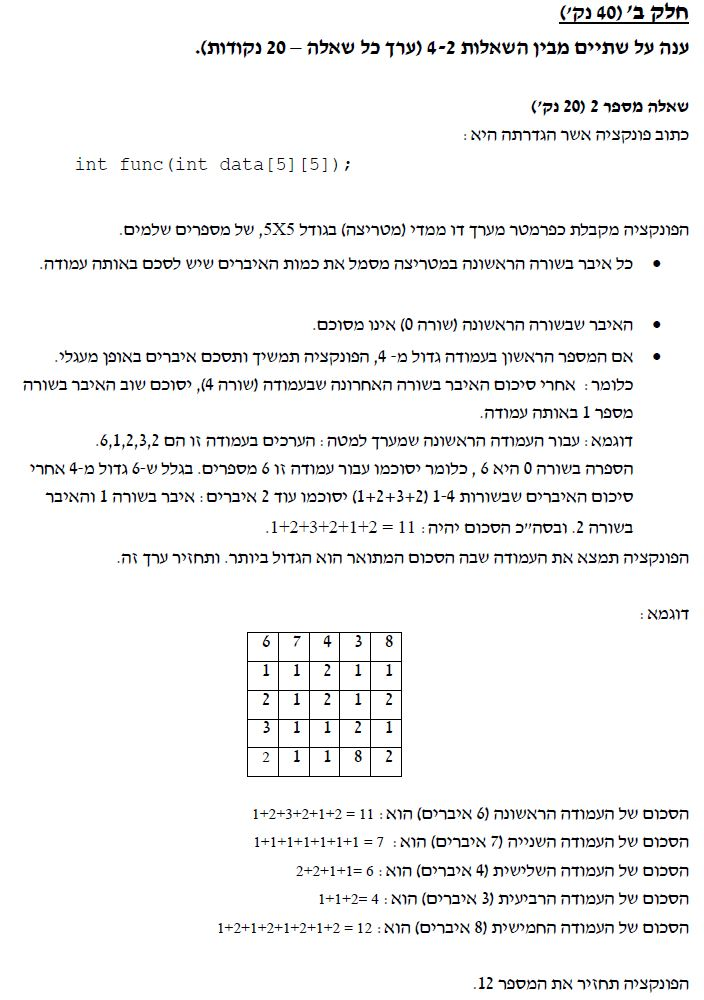 חלק ב' (40 נק')
ענה על שתיים מבין השאלות 4-2 (ערך כל שאלה – 20 נקודות).
שאלה מספר 2 (20 נק')
כתוב פונקציה אשר הגדרתה היא :
int func(int data[5][5]);
הפונקציה מקבלת כפרמטר מערך דו ממדי (מטריצה) בגודל 5X5, של מספרים שלמים.
• כל איבר בשורה הראשונה במטריצה מסמל את כמות האיברים שיש לסכם באותה עמודה.
• האיבר שבשורה הראשונה (שורה 0) אינו מסוכם.
• אם המספר הראשון בעמודה גדול מ- 4, הפונקציה תמשיך ותסכם איברים באופן מעגלי.
כלומר : אחרי סיכום האיבר בשורה האחרונה שבעמודה (שורה 4), יסוכם שוב האיבר בשורה
מספר 1 באותה עמודה.
דוגמא : עבור העמודה הראשונה שמערך למטה : הערכים בעמודה זו הם 6,1,2,3,2.
הספרה בשורה 0 היא 6 , כלומר יסוכמו עבור עמודה זו 6 מספרים. בגלל ש-6 גדול מ-4 אחרי
סיכום האיברים שבשורות 1-4 (1+2+3+2) יסוכמו עוד 2 איברים : איבר בשורה 1 והאיבר
בשורה 2. ובסה"כ הסכום יהיה : 1+2+3+2+1+2 = 11.
הפונקציה תמצא את העמודה שבה הסכום המתואר הוא הגדול ביותר. ותחזיר ערך זה.
דוגמא :
6 7 4 3 8
1 1 2 1 1
2 1 2 1 2
3 1 1 2 1
2 1 1 8 2
הסכום של העמודה הראשונה (6 איברים) הוא : 1+2+3+2+1+2 = 11
הסכום של העמודה השנייה (7 איברים) הוא : 1+1+1+1+1+1+1 = 7
הסכום של העמודה השלישית (4 איברים) הוא : 2+2+1+1= 6
הסכום של העמודה הרביעית (3 איברים) הוא : 1+1+2= 4
הסכום של העמודה החמישית (8 איברים) הוא : 1+2+1+2+1+2+1+2 = 12
הפונקציה תחזיר את המספר 12.